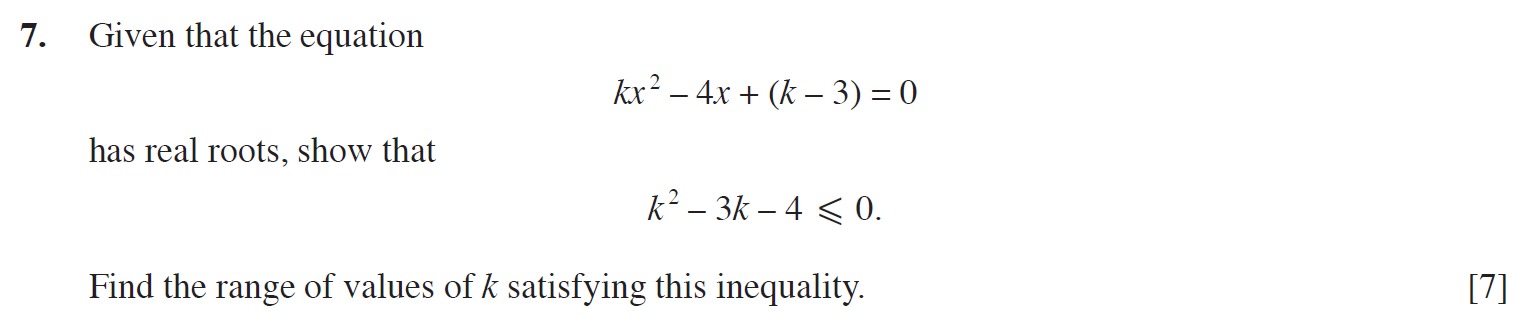 7. Given that the equation
kx² – 4x + (k – 3) = 0
has real roots, show that
k² – 3k – 4 ⩽ 0.
Find the range of values of k satisfying this inequality. [7]